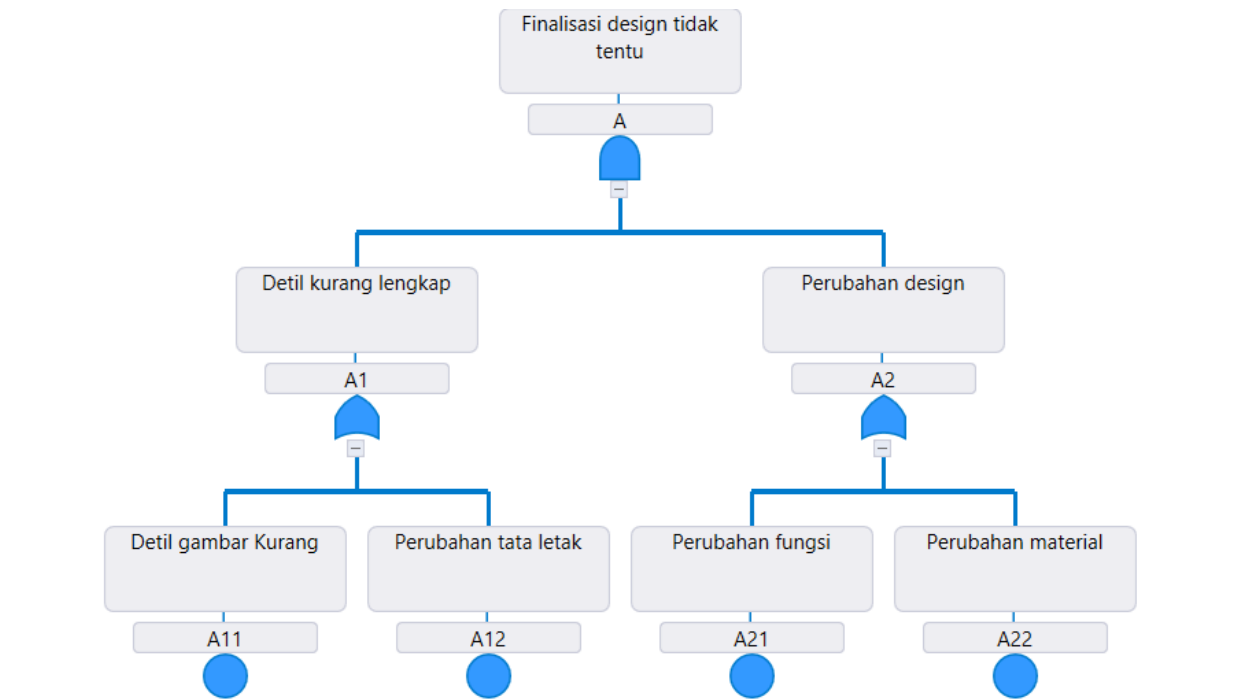 Finalisasi design tidak
tentu
A
Detil kurang lengkap
Perubahan design
A1
A2
Detil gambar Kurang
Perubahan tata letak
Perubahan fungsi
Perubahan material
A11
A12
A21
A22